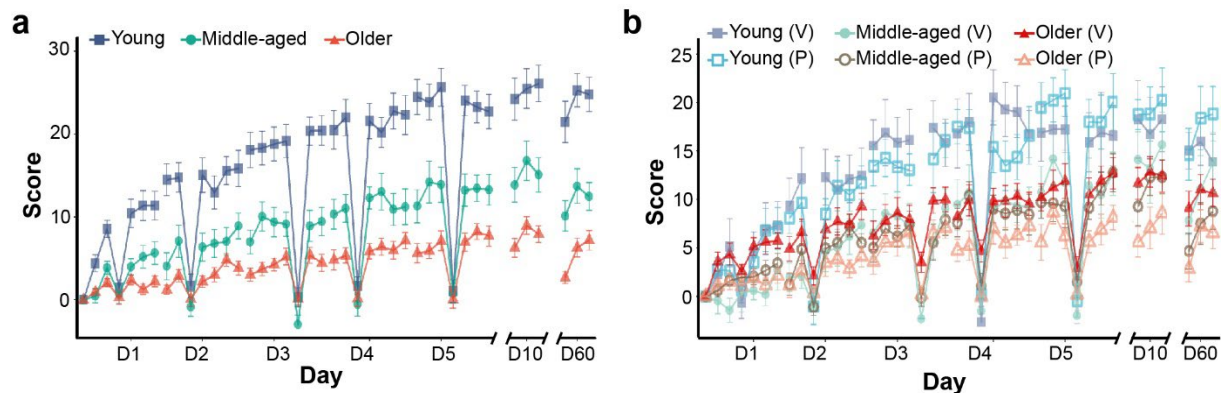 a
Young Middle-aged Older
30
20
10
0
Score
D1 D2 D3 D4 D5 D10 D60
Day
b
Young (V) Middle-aged (V) Older (V)
Young (P) Middle-aged (P) Older (P)
25
20
15
10
5
0
Score
D1 D2 D3 D4 D5 D10 D60
Day